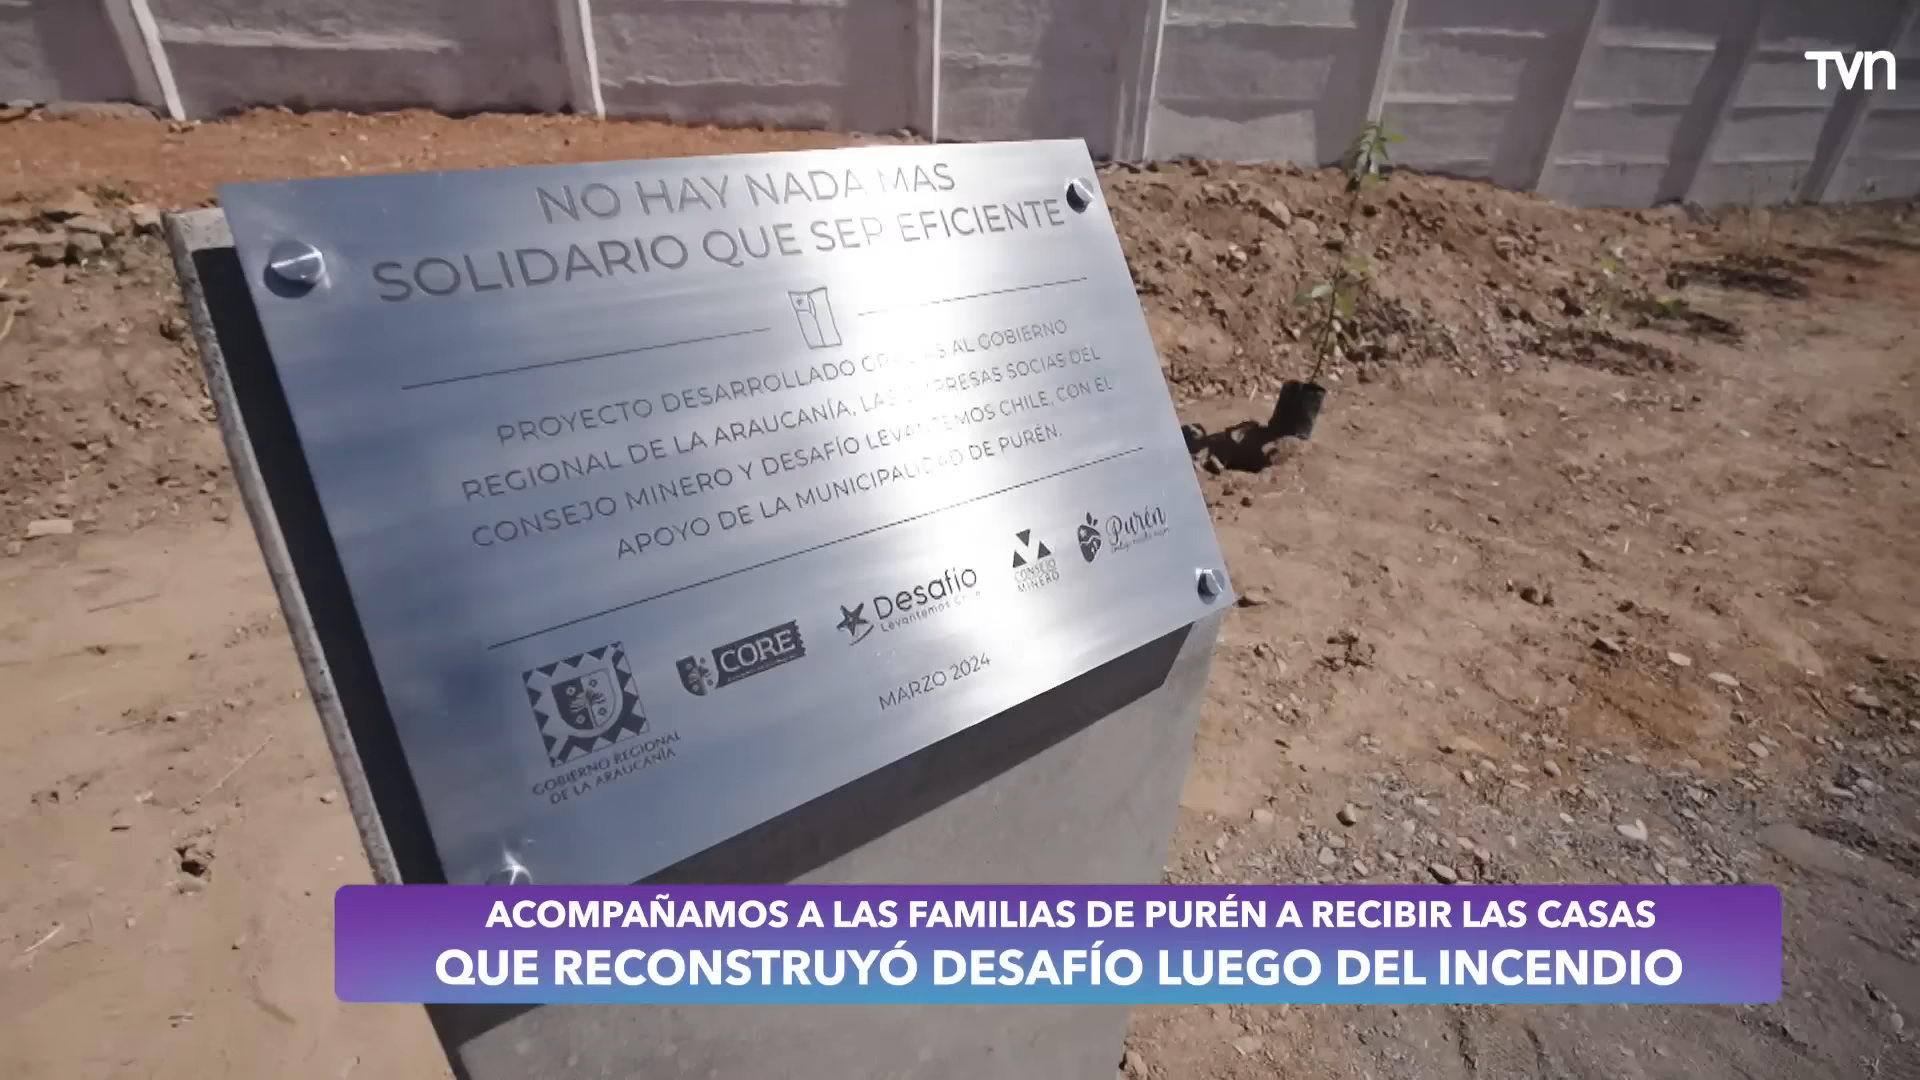 TVN
NO HAY NADA MAS
SOLIDARIO QUE SER EFICIENTE
PROYECTO DESARROLLADO GRACIAS AL GOBIERNO
REGIONAL DE LA ARAUCANÍA, LAS EMPRESAS SOCIAS DEL
CONSEJO MINERO Y DESAFÍO LEVANTEMOS CHILE, CON EL
APOYO DE LA MUNICIPALIDAD DE PURÉN.
GOBIERNO REGIONAL
DE LA ARAUCANÍA
CORE
Desafío
Levantemos Chile
CONSEJO
MINERO
Purén
MARZO 2024
ACOMPAÑAMOS A LAS FAMILIAS DE PURÉN A RECIBIR LAS CASAS
QUE RECONSTRUYÓ DESAFÍO LUEGO DEL INCENDIO